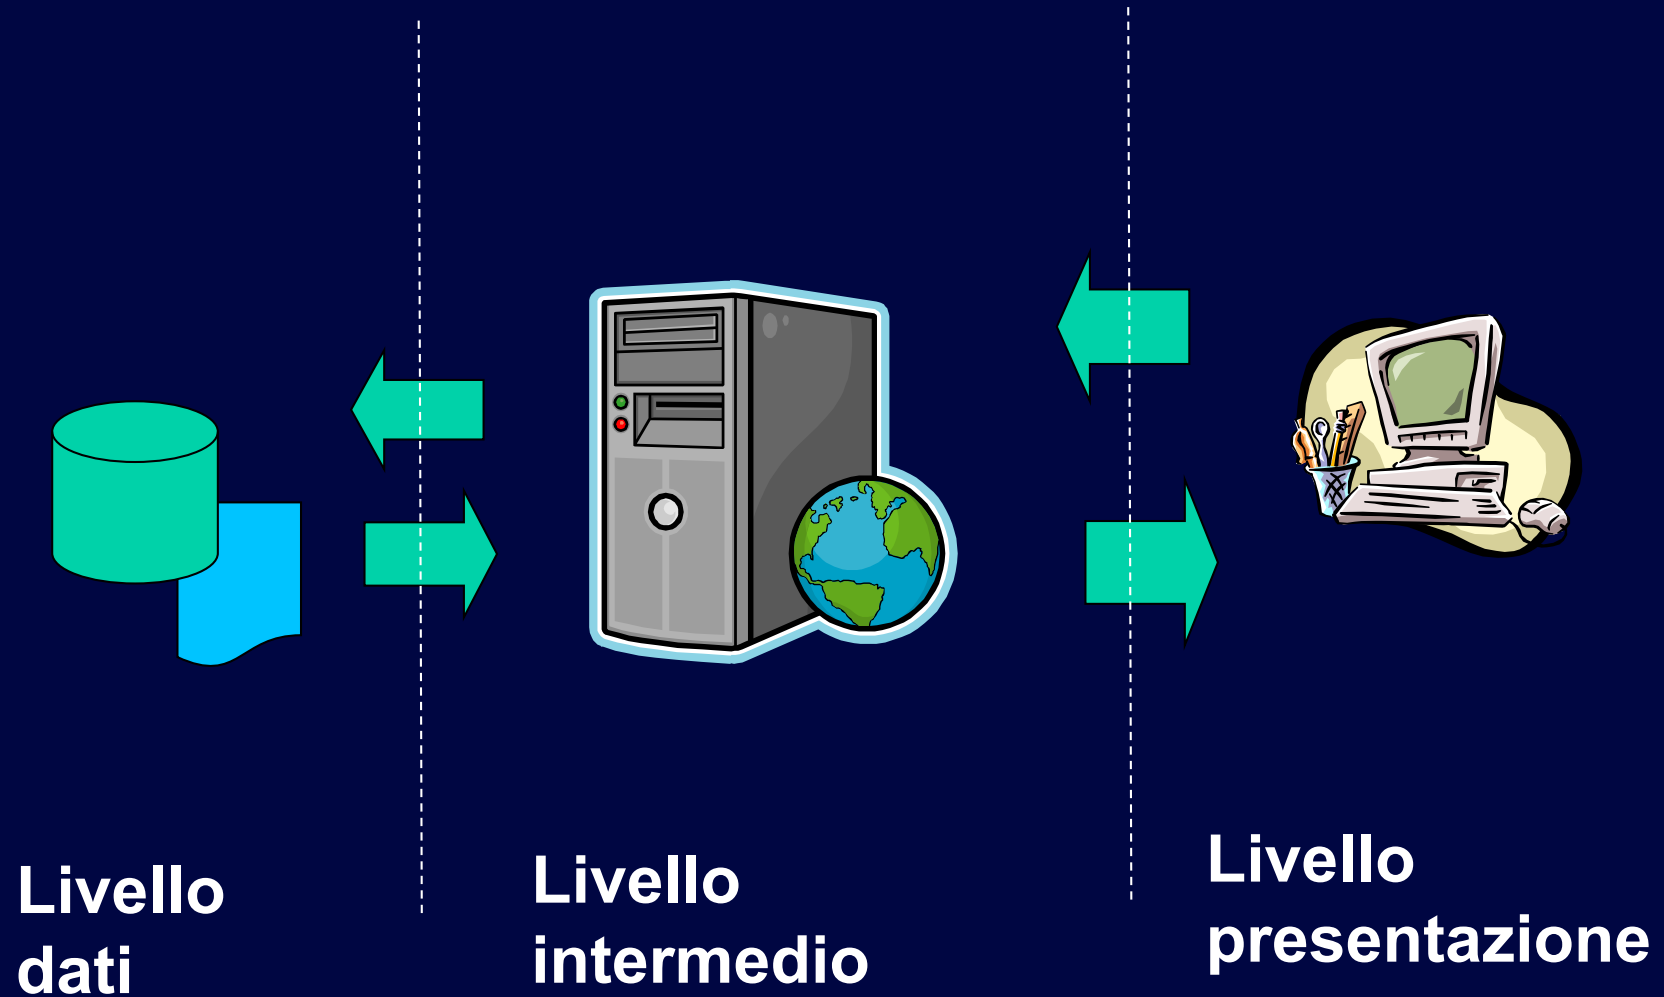 Livello
dati
Livello
intermedio
Livello
presentazione